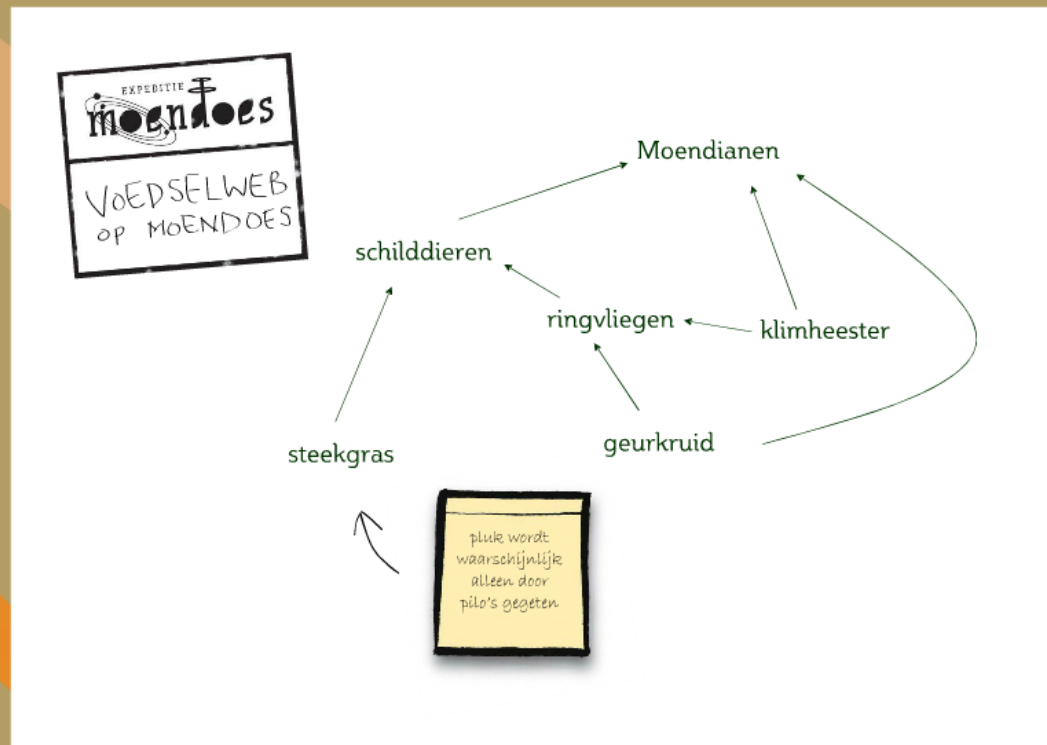 EXPEDITIE
moendoes
VOEDSELWEB
OP MOENDOES
Moendianen
schilddieren
ringvliegen
klimheester
geurkruid
steekgras
pluk wordt
waarschijnlijk
alleen door
pilo's gegeten